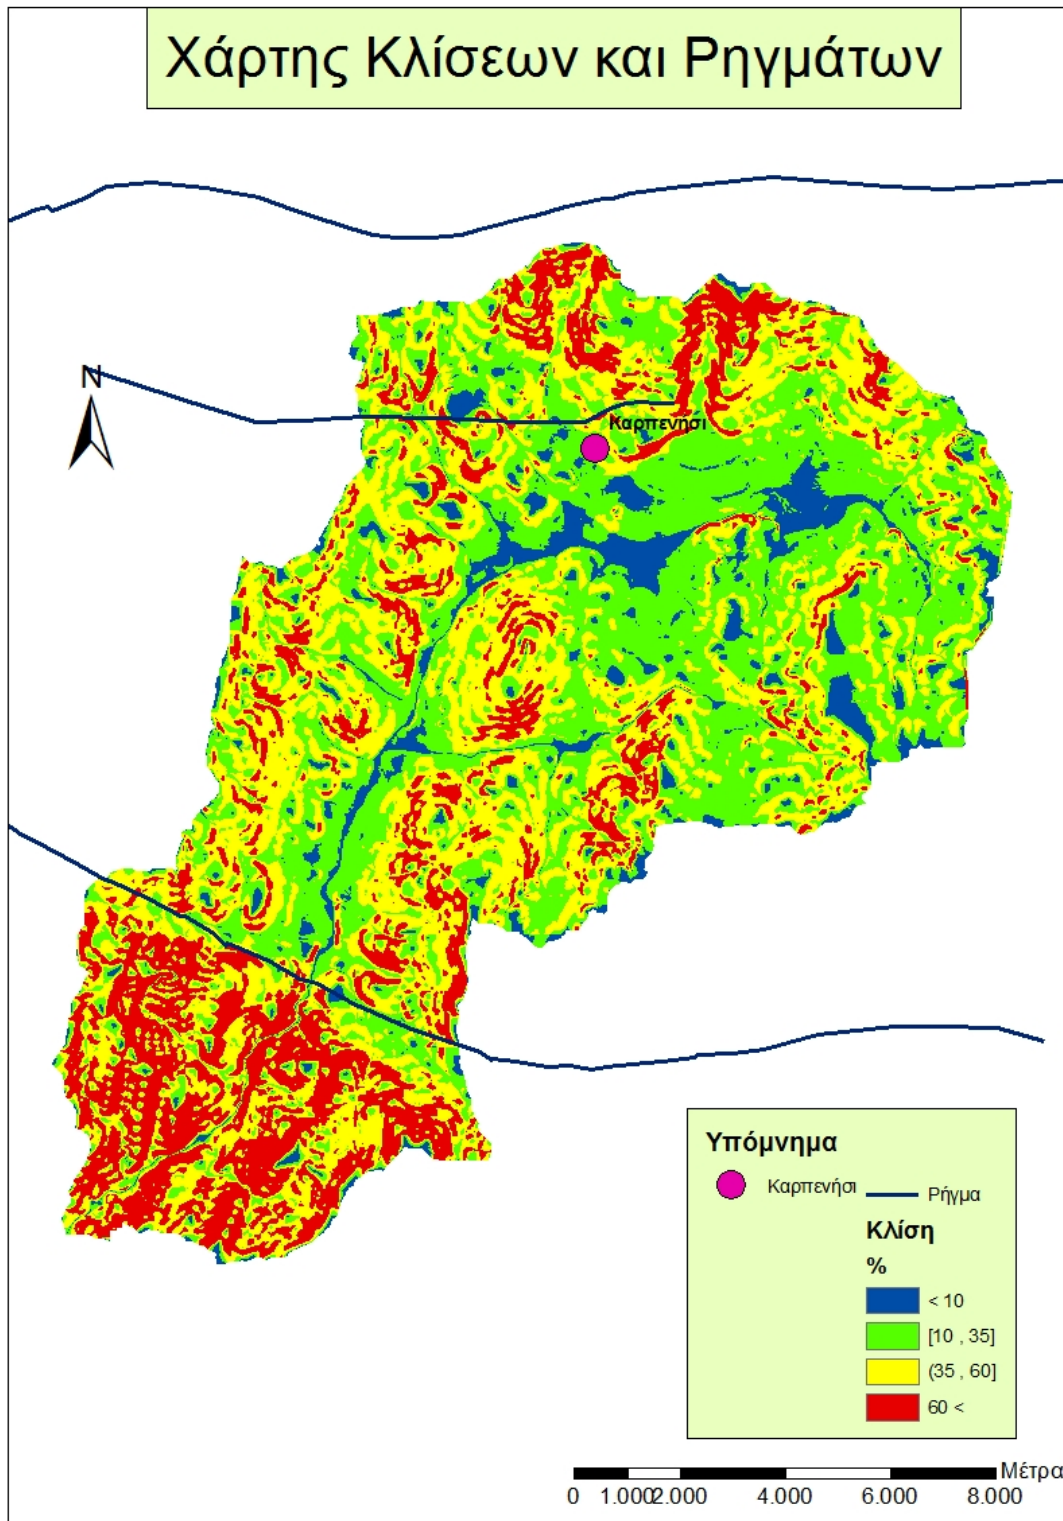 Χάρτης Κλίσεων και Ρηγμάτων
N
Καρπενήσι
Υπόμνημα
Καρπενήσι
Ρήγμα
Κλίση
%
< 10
[10 , 35]
(35 , 60]
60 <
Μέτρα
0 1.000 2.000 4.000 6.000 8.000